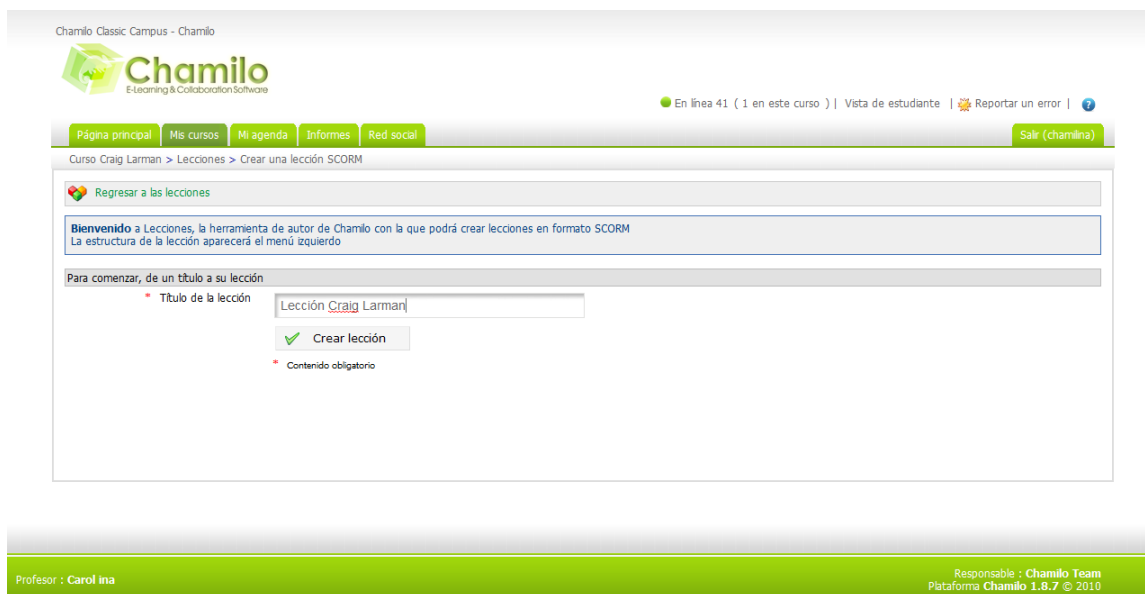 Chamilo Classic Campus - Chamilo
Chamilo
E-Learning & Collaboration Software
En línea 41 ( 1 en este curso ) | Vista de estudiante | Reportar un error |
Página principal Mis cursos Mi agenda Informes Red social Salir (chamilina)
Curso Craig Larman > Lecciones > Crear una lección SCORM
Regresar a las lecciones
Bienvenido a Lecciones, la herramienta de autor de Chamilo con la que podrá crear lecciones en formato SCORM
La estructura de la lección aparecerá el menú izquierdo
Para comenzar, de un título a su lección
* Título de la lección
Lección Craig Larman
Crear lección
* Contenido obligatorio
Profesor : Carol ina
Responsable : Chamilo Team
Plataforma Chamilo 1.8.7 © 2010